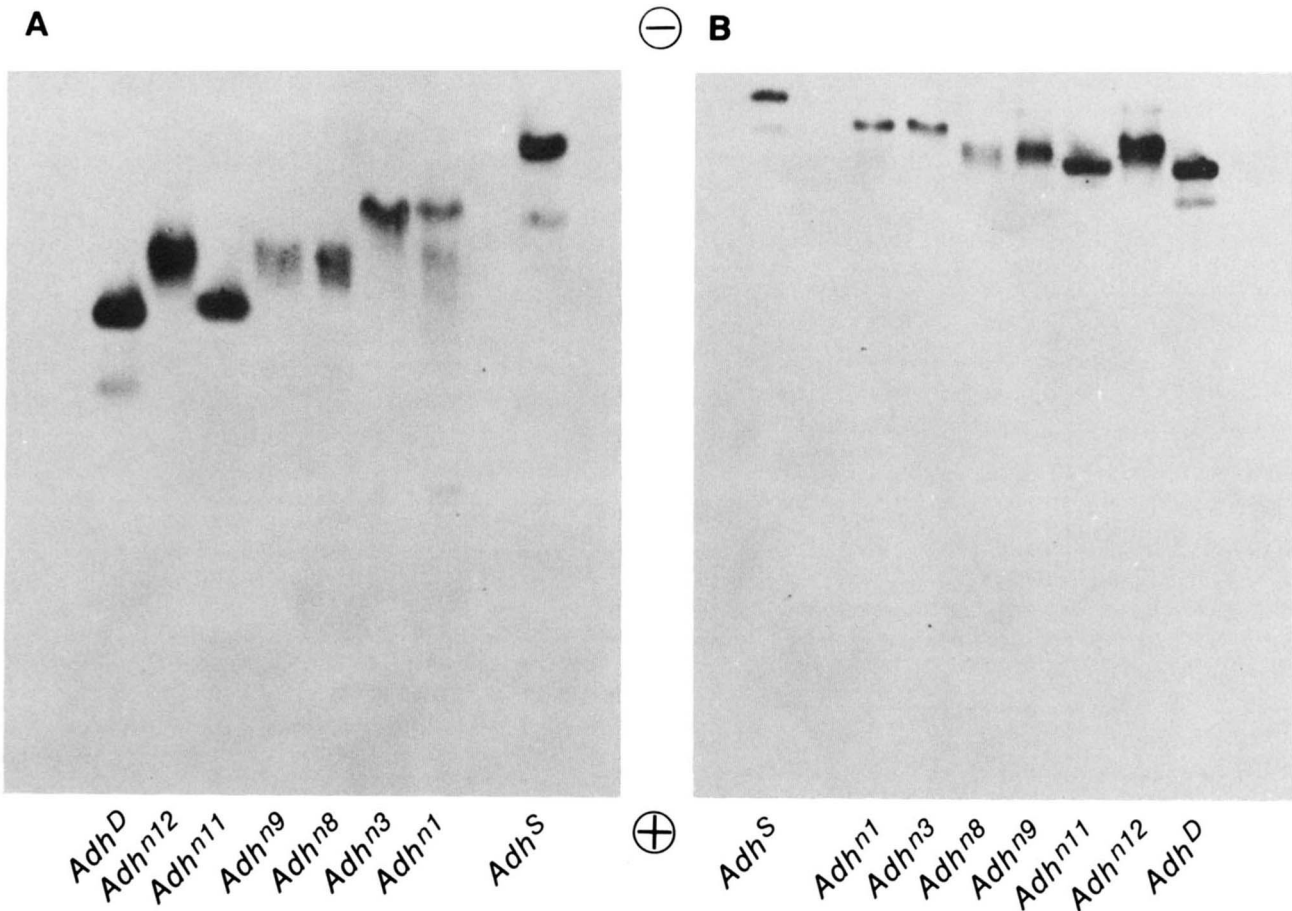 A
⊖
B
Adhᴰ
Adhⁿ¹²
Adhⁿ¹¹
Adhⁿ⁹
Adhⁿ⁸
Adhⁿ³
Adhⁿ¹
Adhˢ
⊕
Adhˢ
Adhⁿ¹
Adhⁿ³
Adhⁿ⁸
Adhⁿ⁹
Adhⁿ¹¹
Adhⁿ¹²
Adhᴰ